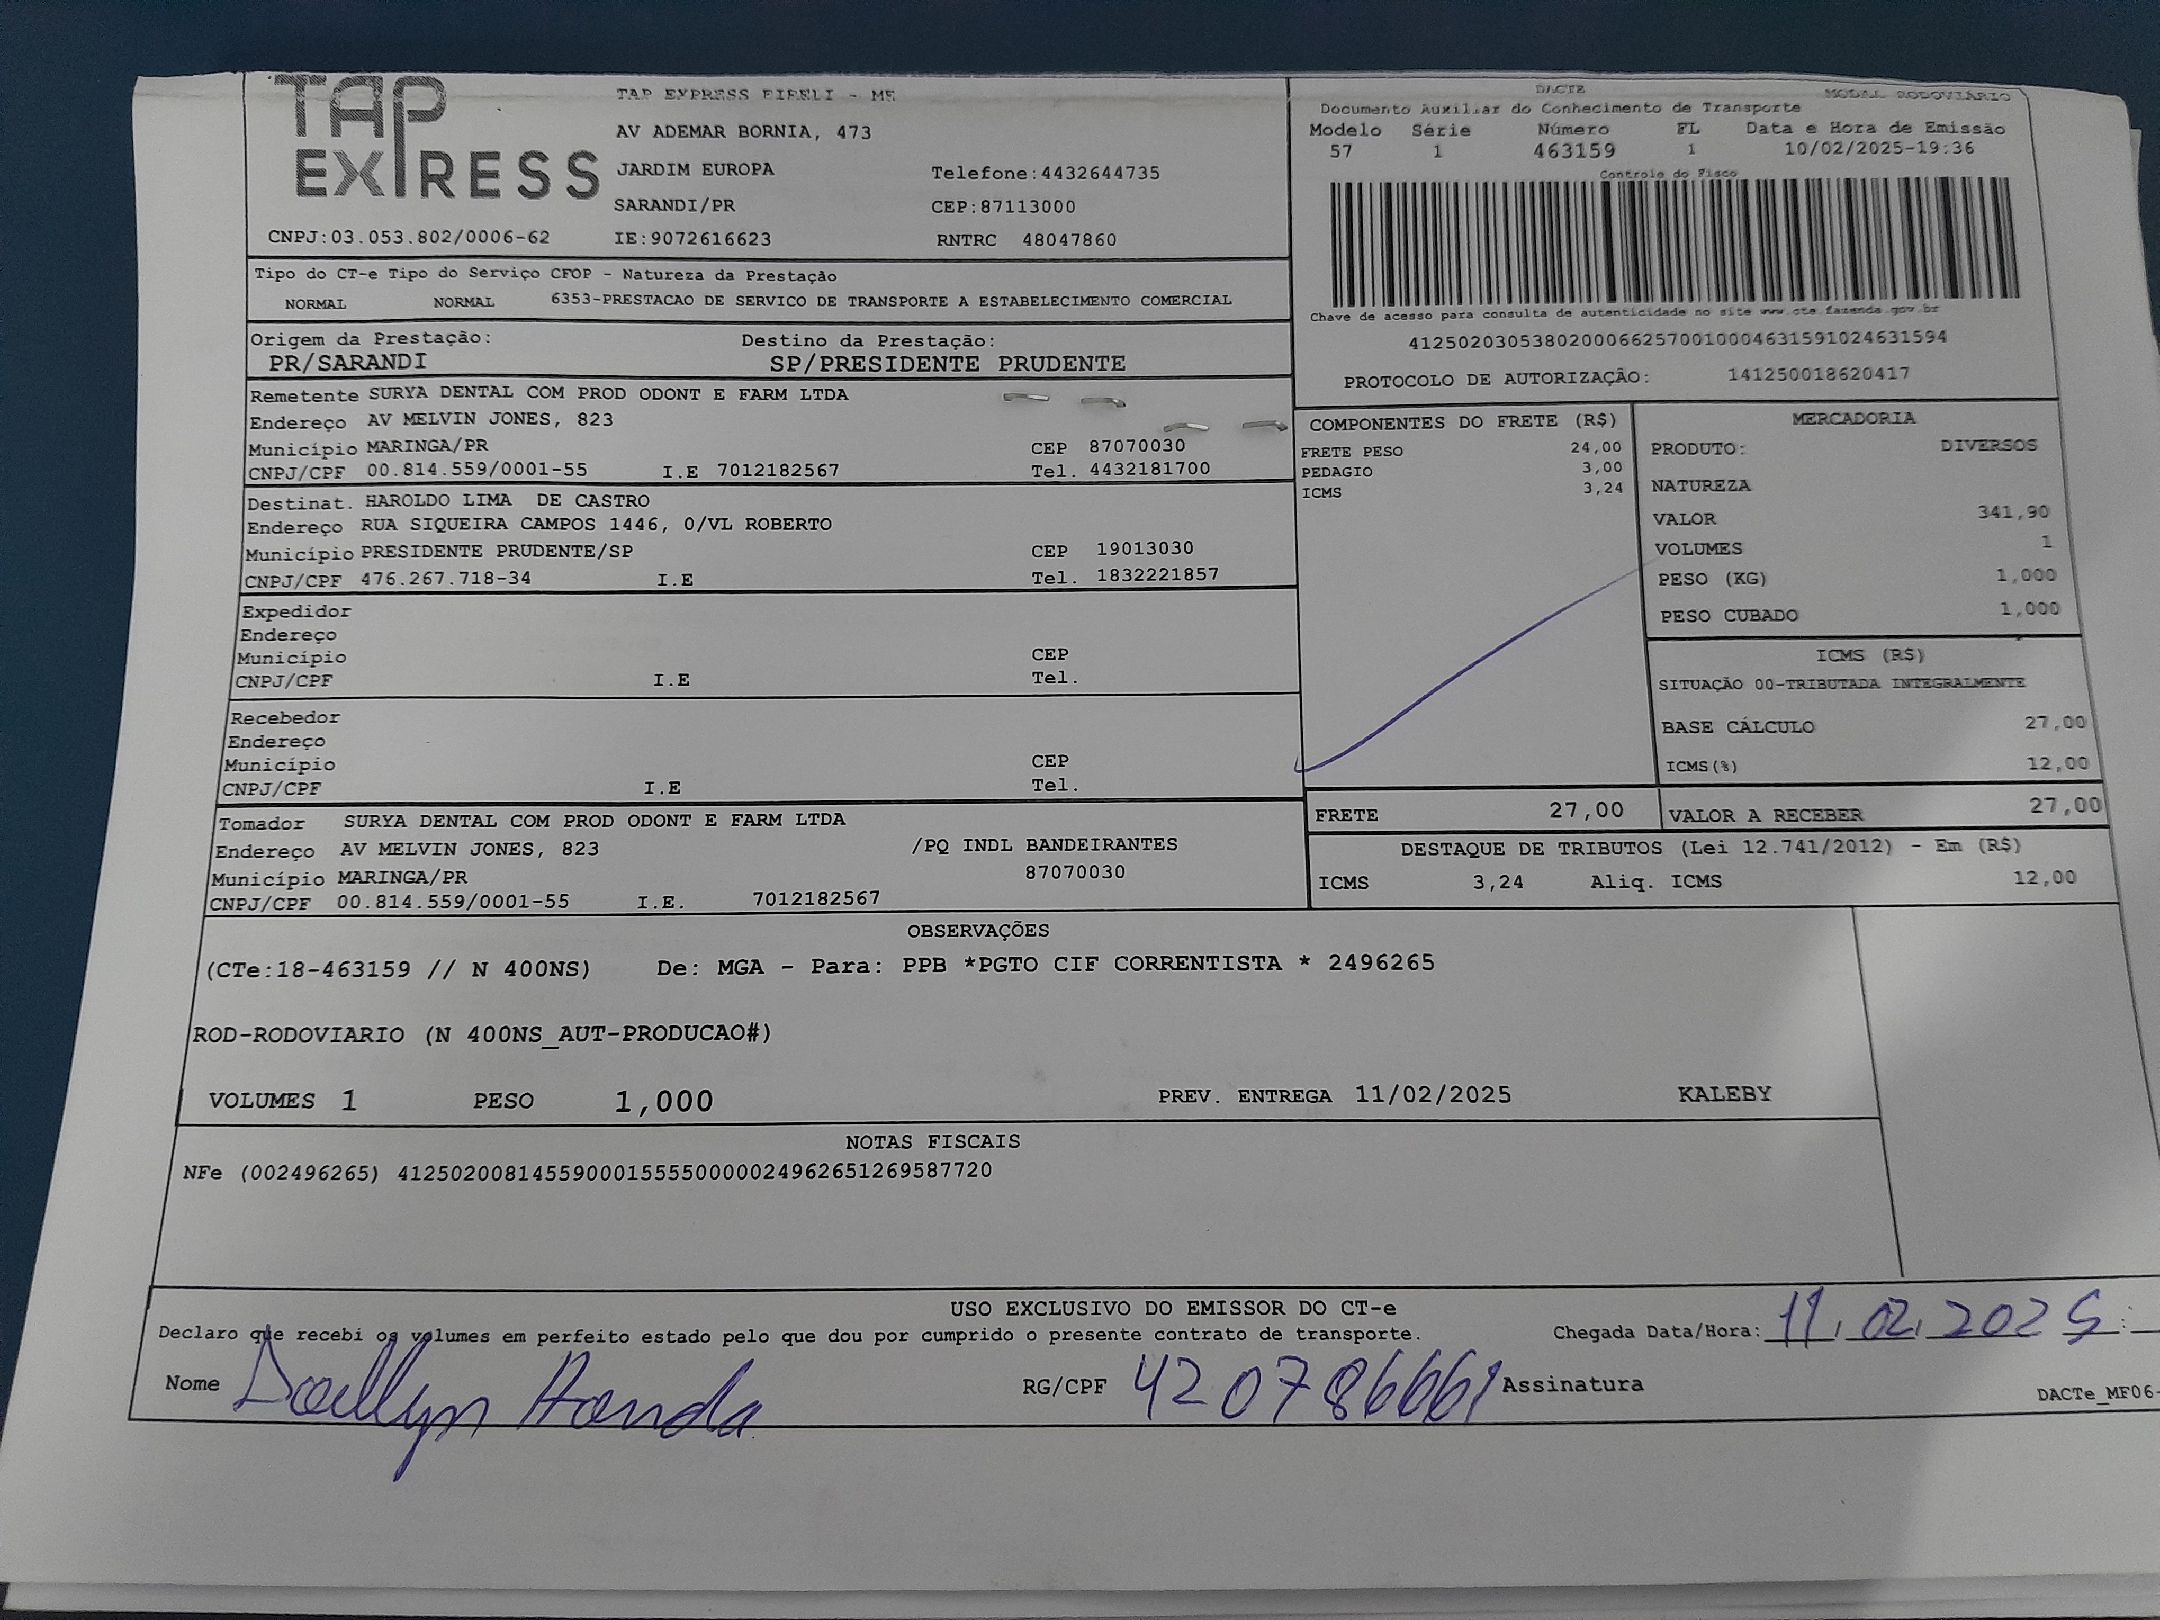 TAP EXPRESS
TAP EXPRESS EIRELI - ME
AV ADEMAR BORNIA, 473
JARDIM EUROPA Telefone:4432644735
SARANDI/PR CEP:87113000
CNPJ:03.053.802/0006-62 IE:9072616623 RNTRC 48047860
DACTE MODAL RODOVIÁRIO
Documento Auxiliar do Conhecimento de Transporte
Modelo Série Número FL Data e Hora de Emissão
57 1 463159 1 10/02/2025-19:36
Controle do Fisco
Chave de acesso para consulta de autenticidade no site www.cte.fazenda.gov.br
41250203053802000662570010004631591024631594
PROTOCOLO DE AUTORIZAÇÃO: 141250018620417
Tipo do CT-e Tipo do Serviço CFOP - Natureza da Prestação
NORMAL NORMAL 6353-PRESTACAO DE SERVICO DE TRANSPORTE A ESTABELECIMENTO COMERCIAL
Origem da Prestação: Destino da Prestação:
PR/SARANDI SP/PRESIDENTE PRUDENTE
Remetente SURYA DENTAL COM PROD ODONT E FARM LTDA
Endereço AV MELVIN JONES, 823
Município MARINGA/PR CEP 87070030
CNPJ/CPF 00.814.559/0001-55 I.E 7012182567 Tel. 4432181700
Destinat. HAROLDO LIMA DE CASTRO
Endereço RUA SIQUEIRA CAMPOS 1446, 0/VL ROBERTO
Município PRESIDENTE PRUDENTE/SP CEP 19013030
CNPJ/CPF 476.267.718-34 I.E Tel. 1832221857
Expedidor
Endereço
Município CEP
CNPJ/CPF I.E Tel.
Recebedor
Endereço
Município CEP
CNPJ/CPF I.E Tel.
Tomador SURYA DENTAL COM PROD ODONT E FARM LTDA
Endereço AV MELVIN JONES, 823 /PQ INDL BANDEIRANTES
Município MARINGA/PR 87070030
CNPJ/CPF 00.814.559/0001-55 I.E. 7012182567
COMPONENTES DO FRETE (R$)
FRETE PESO 24,00
PEDAGIO 3,00
ICMS 3,24
MERCADORIA
PRODUTO: DIVERSOS
NATUREZA
VALOR 341,90
VOLUMES 1
PESO (KG) 1,000
PESO CUBADO 1,000
ICMS (R$)
SITUAÇÃO 00-TRIBUTADA INTEGRALMENTE
BASE CÁLCULO 27,00
ICMS(%) 12,00
FRETE 27,00 VALOR A RECEBER 27,00
DESTAQUE DE TRIBUTOS (Lei 12.741/2012) - Em (R$)
ICMS 3,24 Aliq. ICMS 12,00
OBSERVAÇÕES
(CTe:18-463159 // N 400NS) De: MGA - Para: PPB *PGTO CIF CORRENTISTA * 2496265
ROD-RODOVIARIO (N 400NS_AUT-PRODUCAO#)
VOLUMES 1 PESO 1,000 PREV. ENTREGA 11/02/2025 KALEBY
NOTAS FISCAIS
NFe (002496265) 41250200814559000155550000024962651269587720
USO EXCLUSIVO DO EMISSOR DO CT-e
Declaro que recebi os volumes em perfeito estado pelo que dou por cumprido o presente contrato de transporte. Chegada Data/Hora: 11.02.2025 :
Nome Daellyn Handa RG/CPF 420786661 Assinatura
DACTe_MF06-